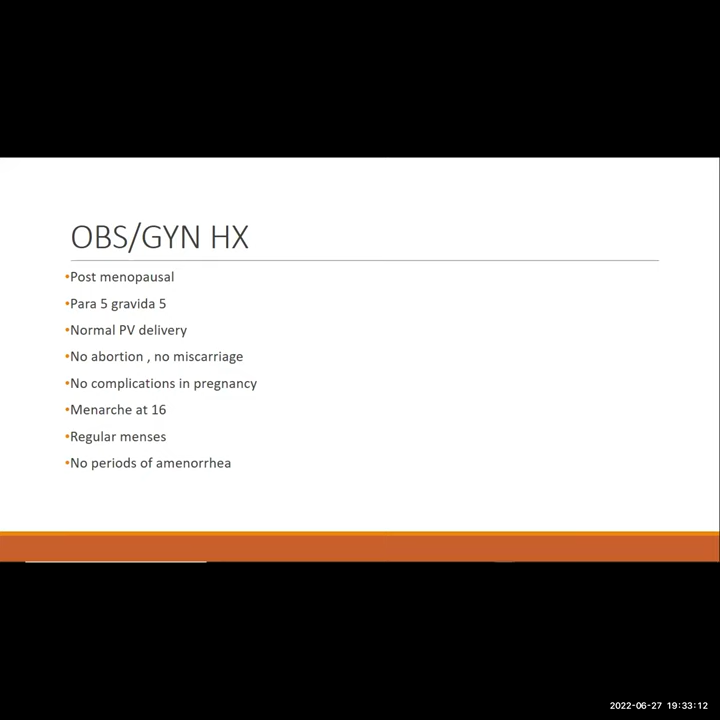 OBS/GYN HX
•Post menopausal
•Para 5 gravida 5
•Normal PV delivery
•No abortion , no miscarriage
•No complications in pregnancy
•Menarche at 16
•Regular menses
•No periods of amenorrhea
2022-06-27 19:33:12